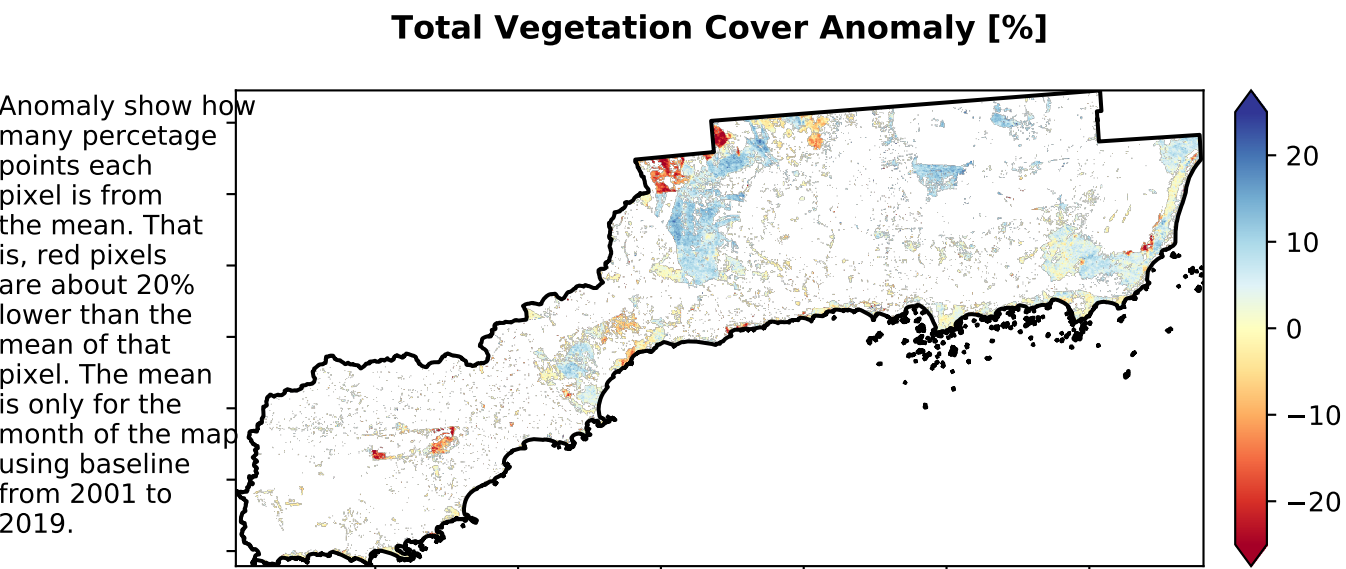 Total Vegetation Cover Anomaly [%]
Anomaly show how
many percetage
points each
pixel is from
the mean. That
is, red pixels
are about 20%
lower than the
mean of that
pixel. The mean
is only for the
month of the map
using baseline
from 2001 to
2019.
20
10
0
−10
−20